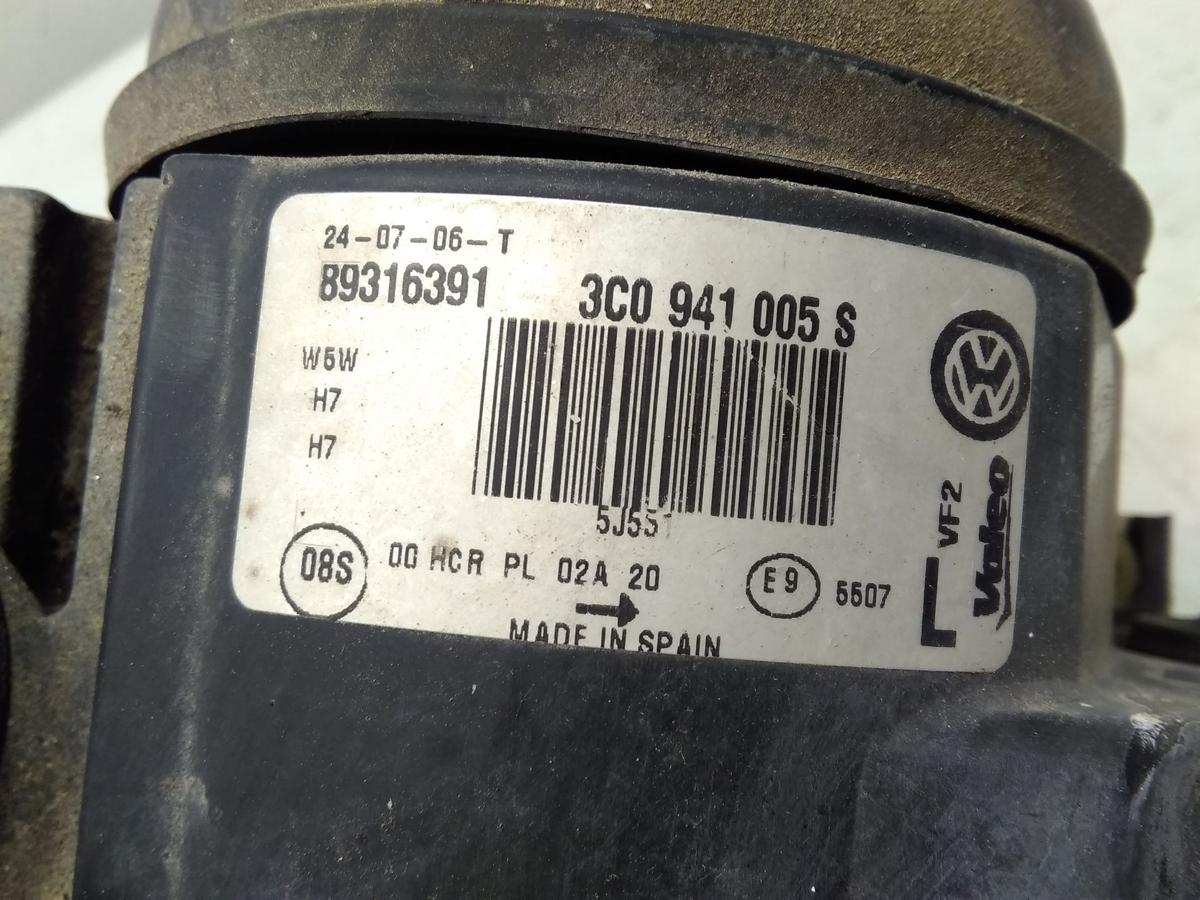 24-07-06-T
89316391
3C0 941 005 S
W5W
H7
H7
5J5S1
08S
00 HCR PL 02A 20
E9
5507
MADE IN SPAIN
L
VF2
Valeo